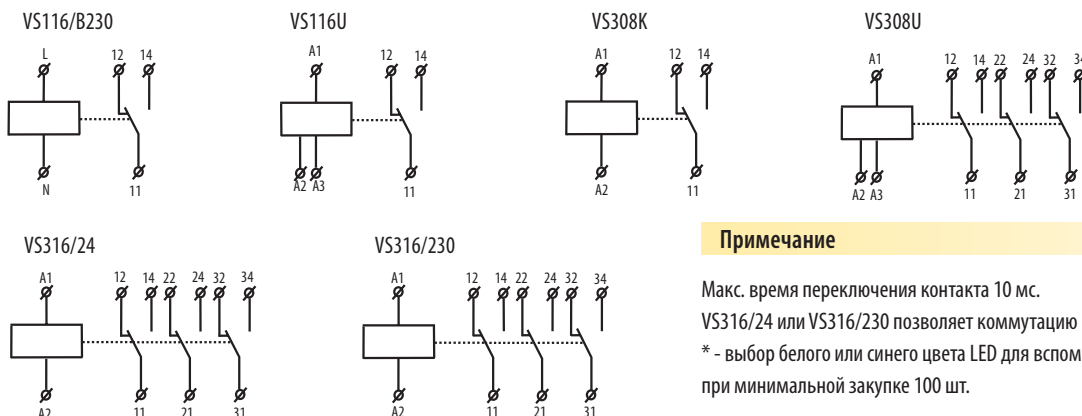 VS116/B230
VS116U
VS308K
VS308U
L 12 14
A1 12 14
A1 12 14
A1 12 14 22 24 32 34
N 11
A2 A3 11
A2 11
A2 A3 11 21 31
VS316/24
VS316/230
A1 12 14 22 24 32 34
A1 12 14 22 24 32 34
A2 11 21 31
A2 11 21 31
Примечание
Макс. время переключения контакта 10 мс.
VS316/24 или VS316/230 позволяет коммутацию
* - выбор белого или синего цвета LED для вспом
при минимальной закупке 100 шт.